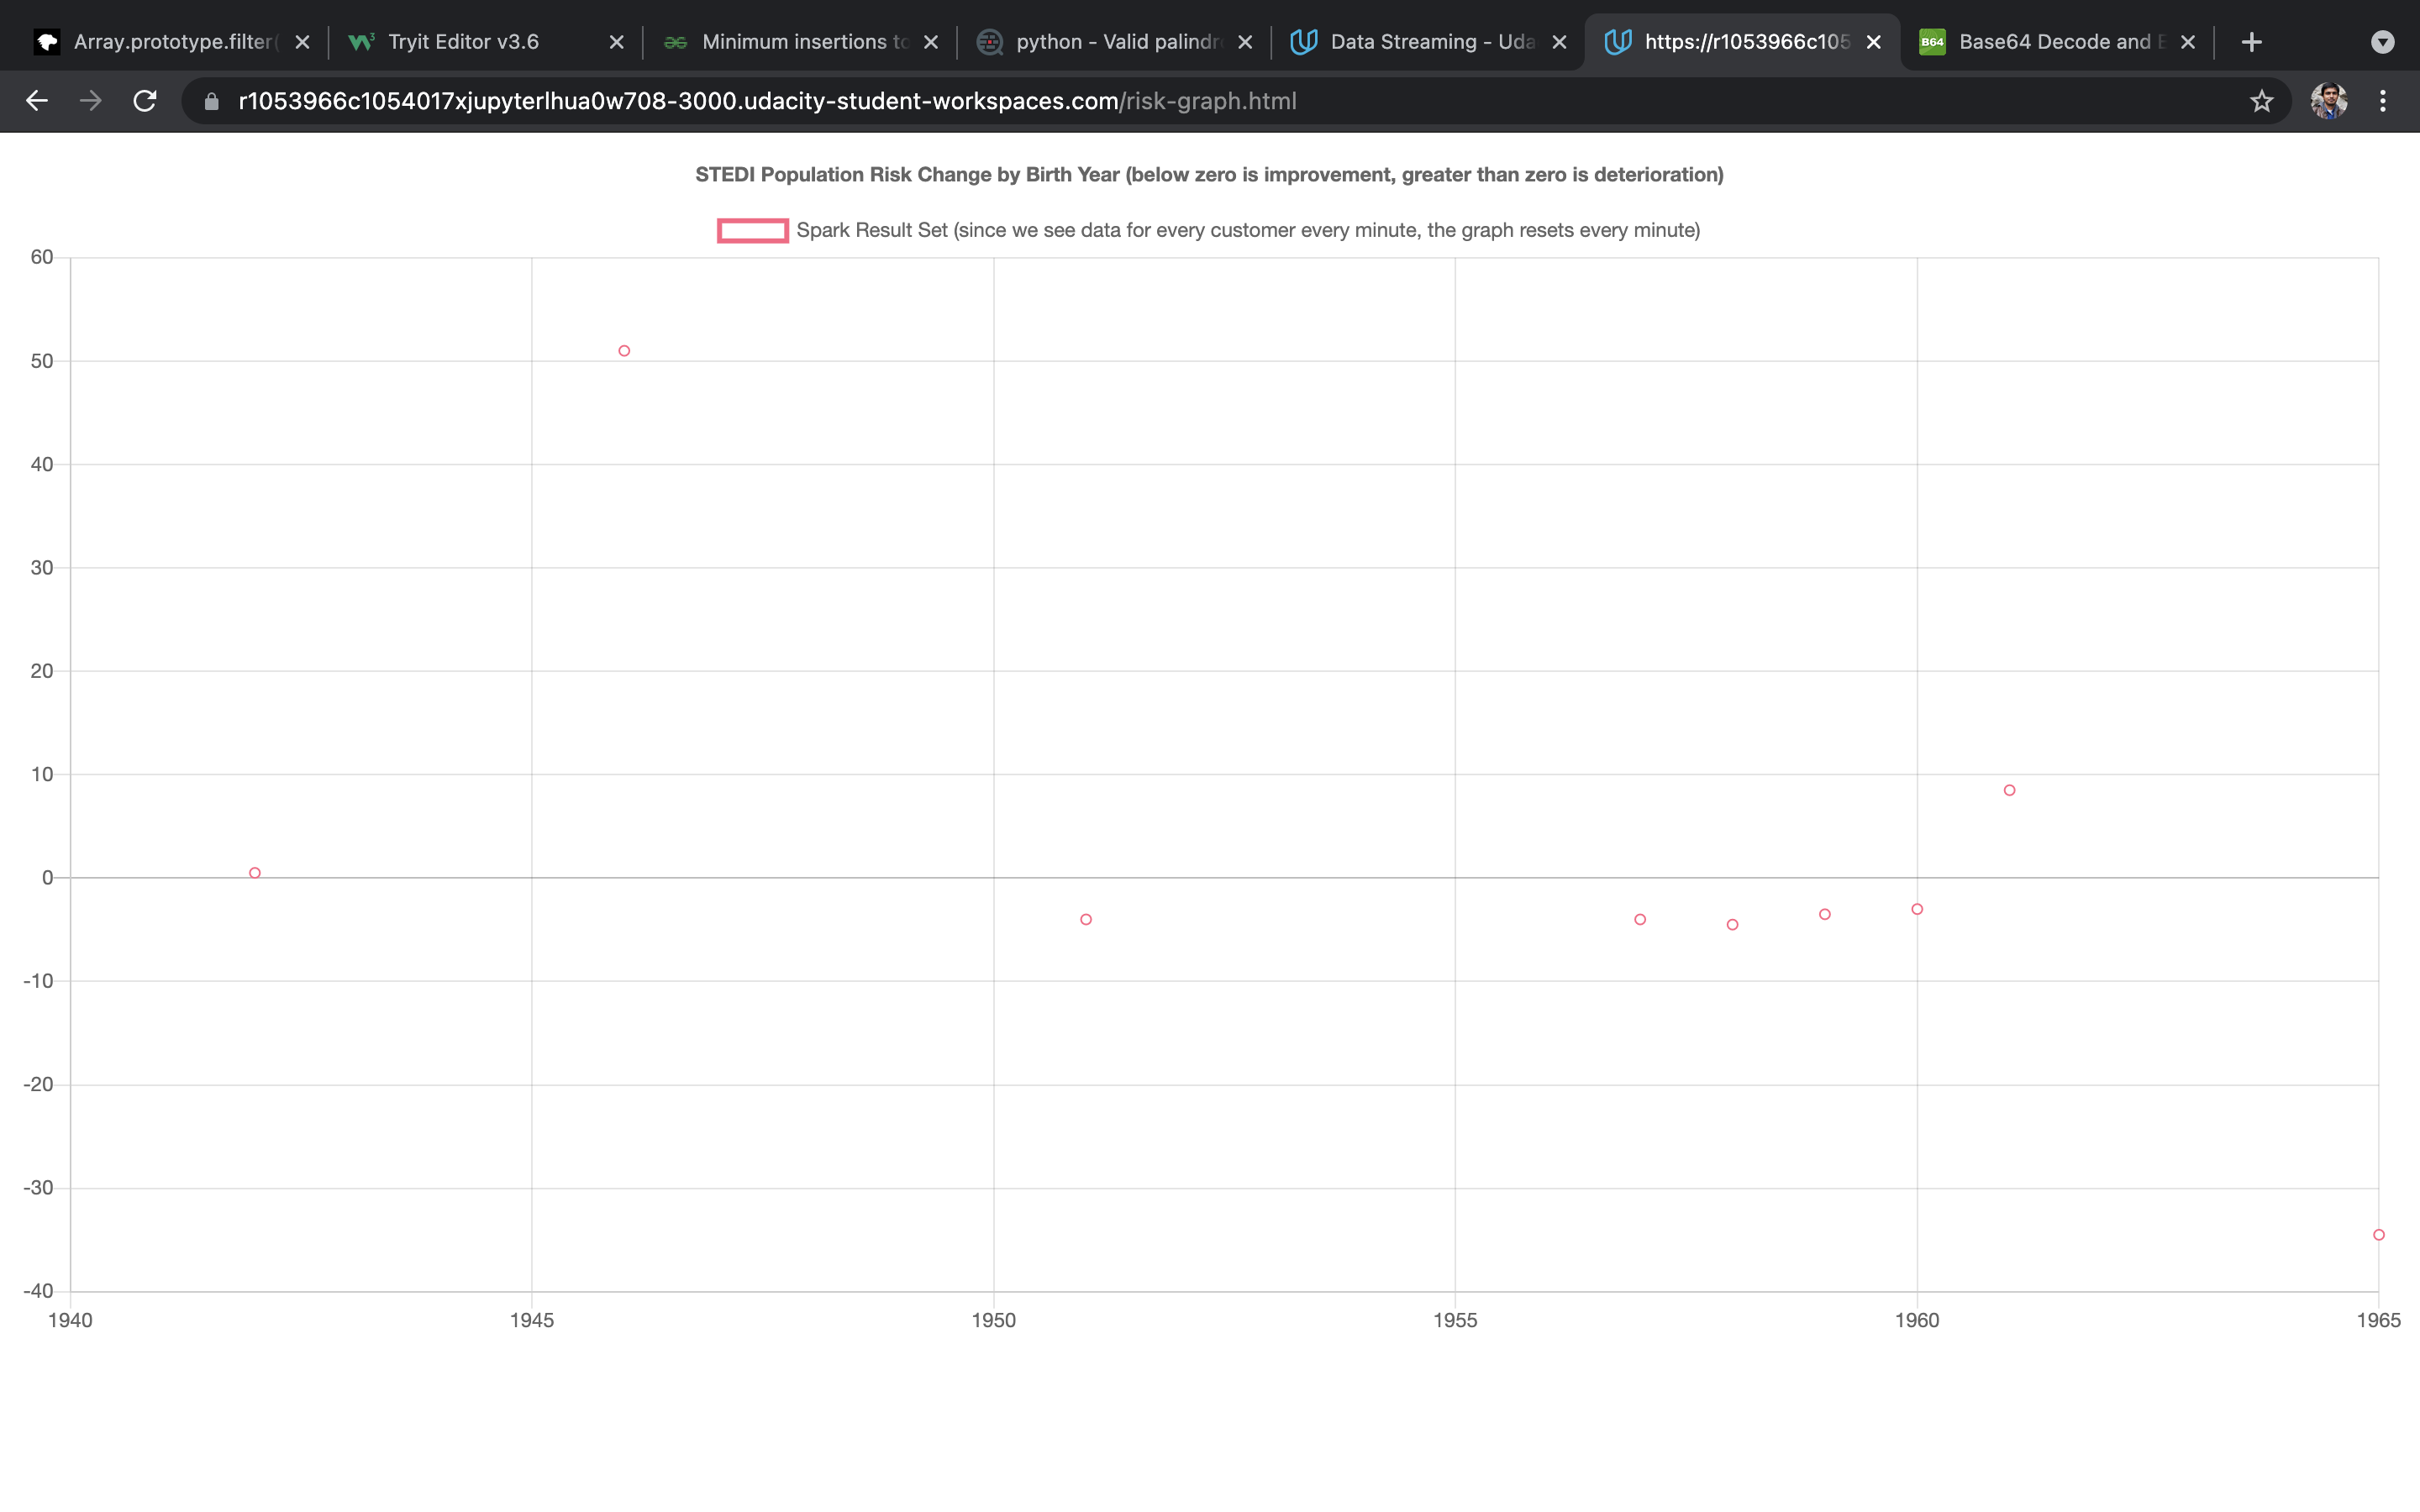 Array.prototype.filter(
Tryit Editor v3.6
Minimum insertions to
python - Valid palindr
Data Streaming - Uda
https://r1053966c105
B64
Base64 Decode and E
r1053966c1054017xjupyterlhua0w708-3000.udacity-student-workspaces.com/risk-graph.html
STEDI Population Risk Change by Birth Year (below zero is improvement, greater than zero is deterioration)
Spark Result Set (since we see data for every customer every minute, the graph resets every minute)
60
50
40
30
20
10
0
-10
-20
-30
-40
1940 1945 1950 1955 1960 1965